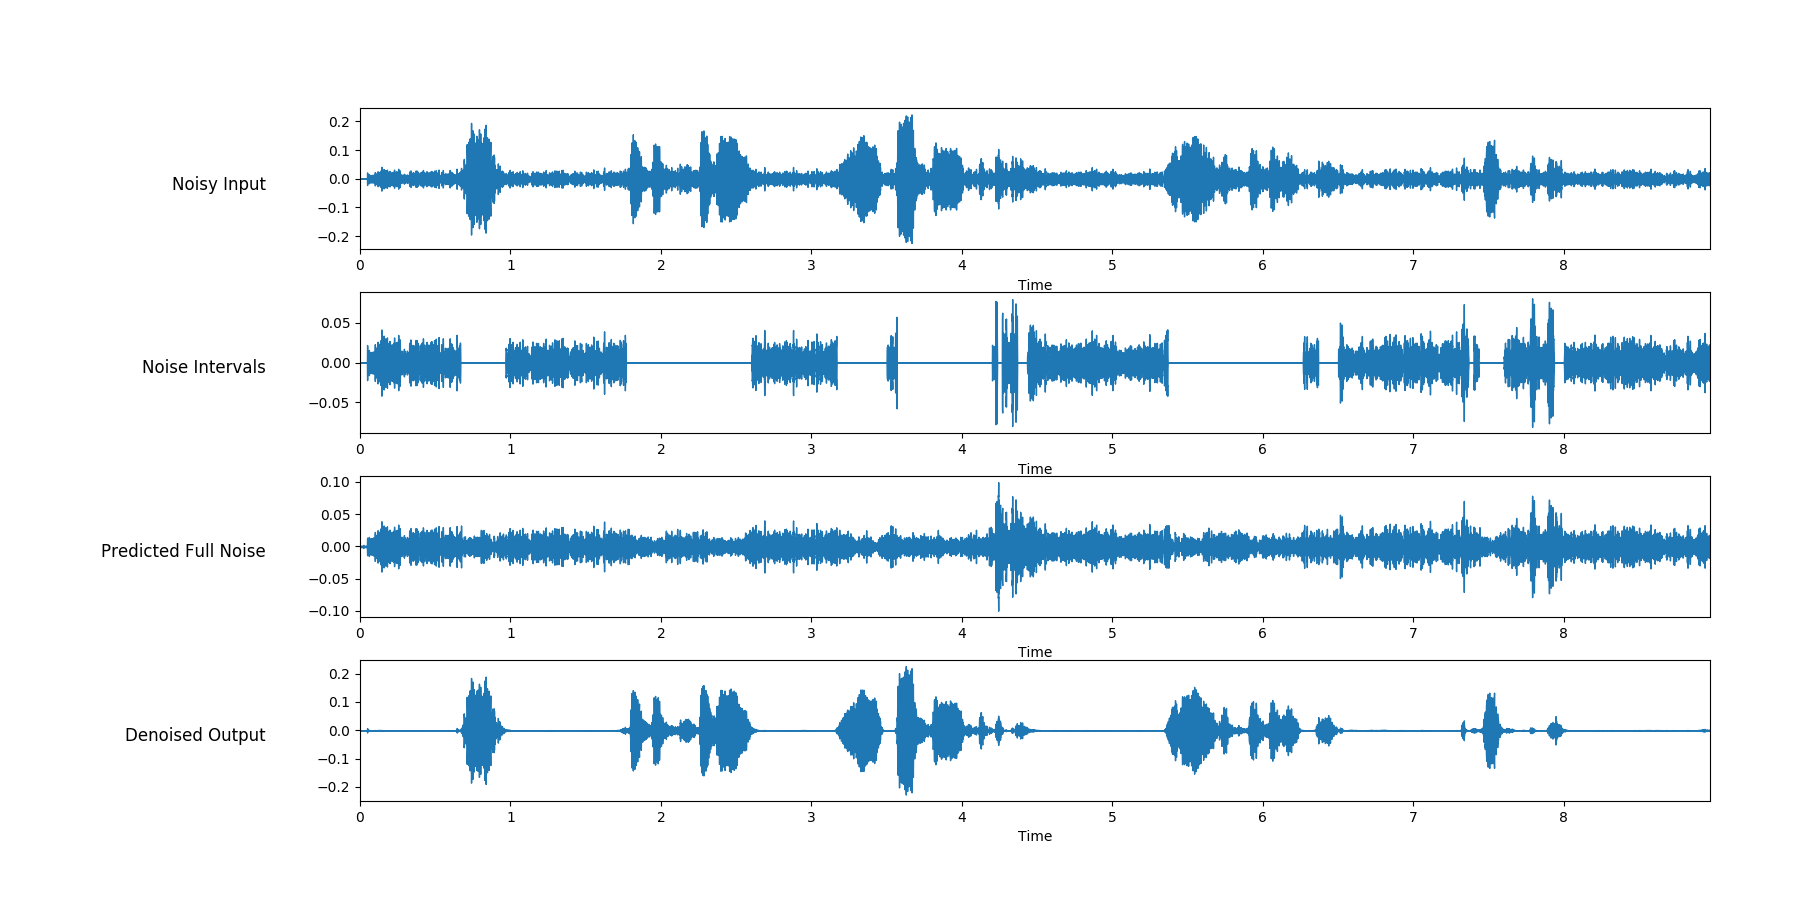 0.2
0.1
0.0
−0.1
−0.2
Noisy Input
0 1 2 3 4 5 6 7 8
Time
0.05
0.00
−0.05
Noise Intervals
0 1 2 3 4 5 6 7 8
Time
0.10
0.05
0.00
−0.05
−0.10
Predicted Full Noise
0 1 2 3 4 5 6 7 8
Time
0.2
0.1
0.0
−0.1
−0.2
Denoised Output
0 1 2 3 4 5 6 7 8
Time